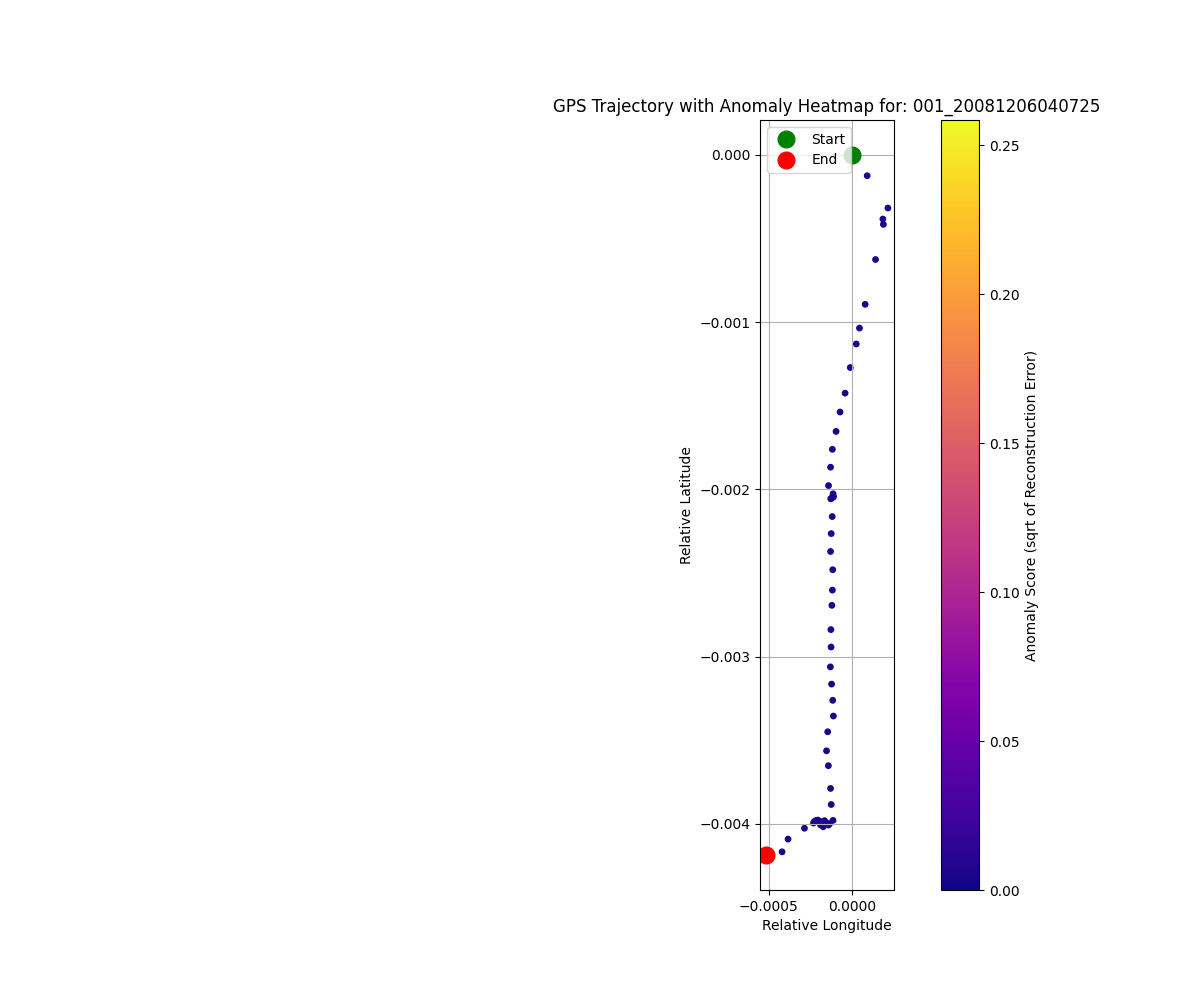 GPS Trajectory with Anomaly Heatmap for: 001_20081206040725
Start
End
0.000
−0.001
−0.002
−0.003
−0.004
Relative Latitude
−0.0005
0.0000
Relative Longitude
0.25
0.20
0.15
0.10
0.05
0.00
Anomaly Score (sqrt of Reconstruction Error)